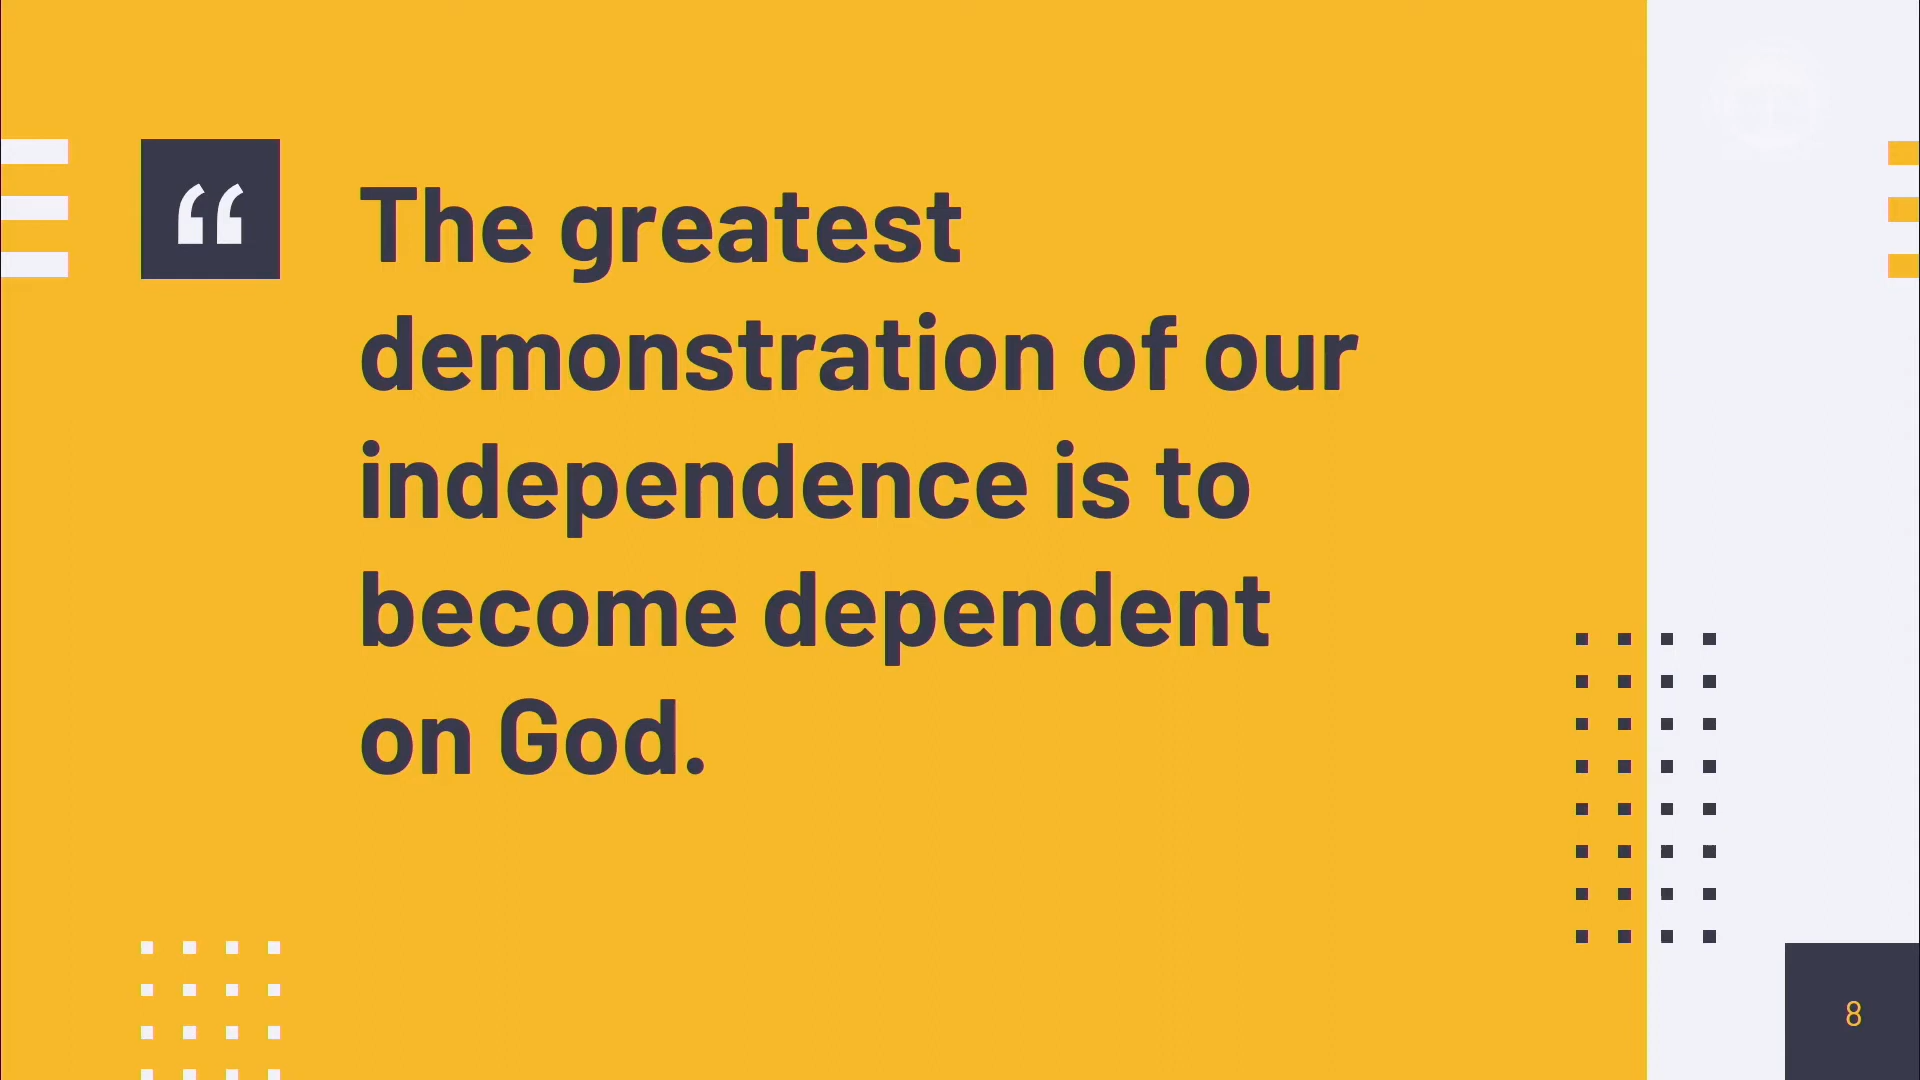 “
The greatest
demonstration of our
independence is to
become dependent
on God.
8